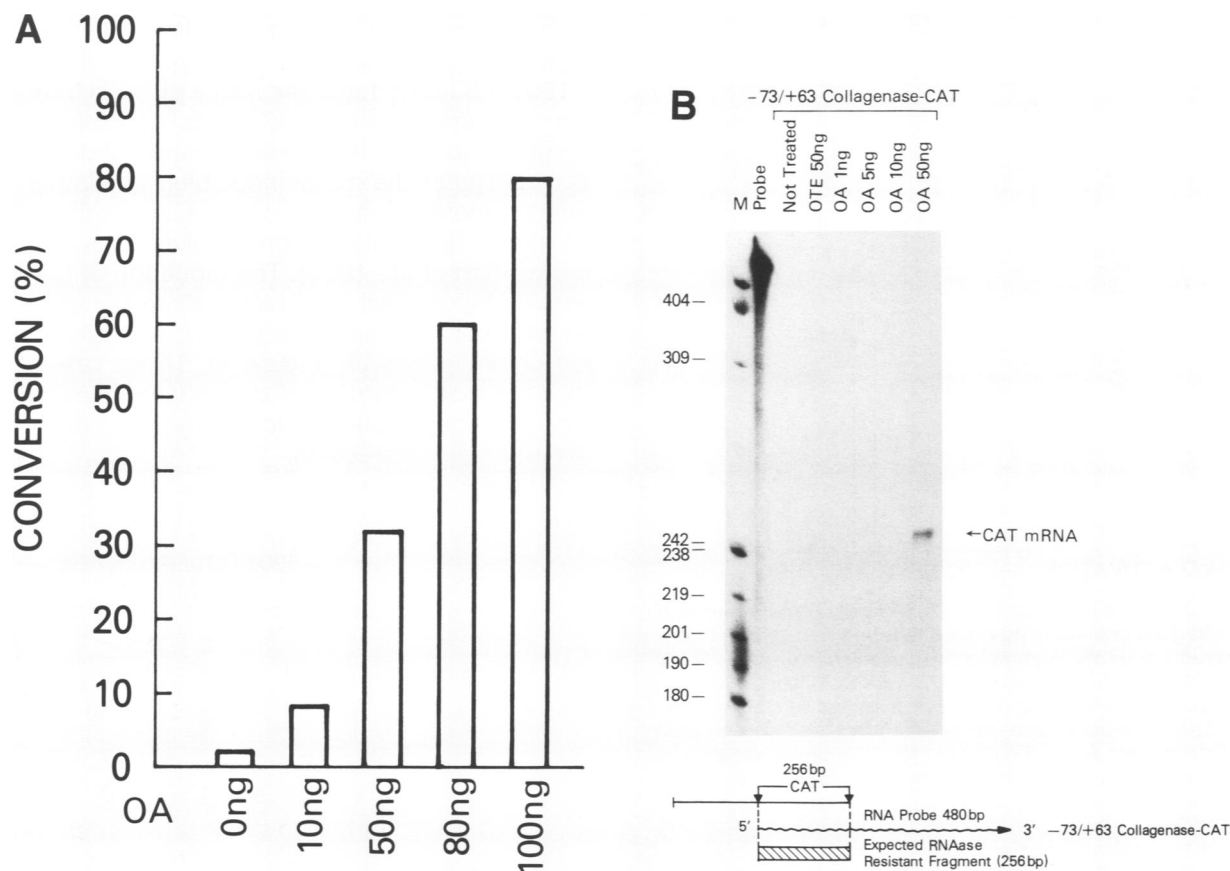 A
100
90
80
70
60
50
40
30
20
10
0
CONVERSION (%)
OA
0ng
10ng
50ng
80ng
100ng
B
-73/+63 Collagenase-CAT
M
Probe
Not Treated
OTE 50ng
OA 1ng
OA 5ng
OA 10ng
OA 50ng
404—
309—
242—
238—
219—
201—
190—
180—
←CAT mRNA
256bp
CAT
5' RNA Probe 480bp 3' -73/+63 Collagenase-CAT
Expected RNAase
Resistant Fragment (256bp)